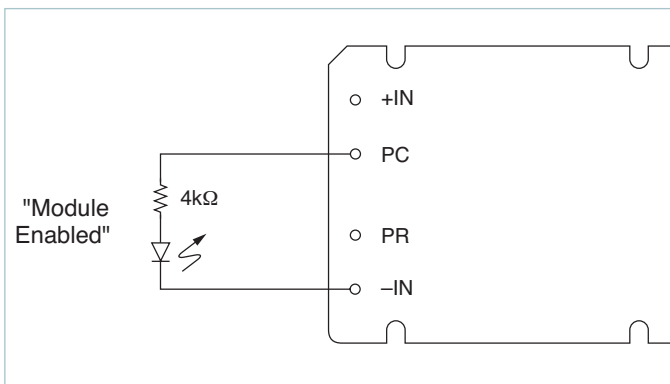 +IN
PC
4kΩ
"Module
Enabled"
PR
–IN